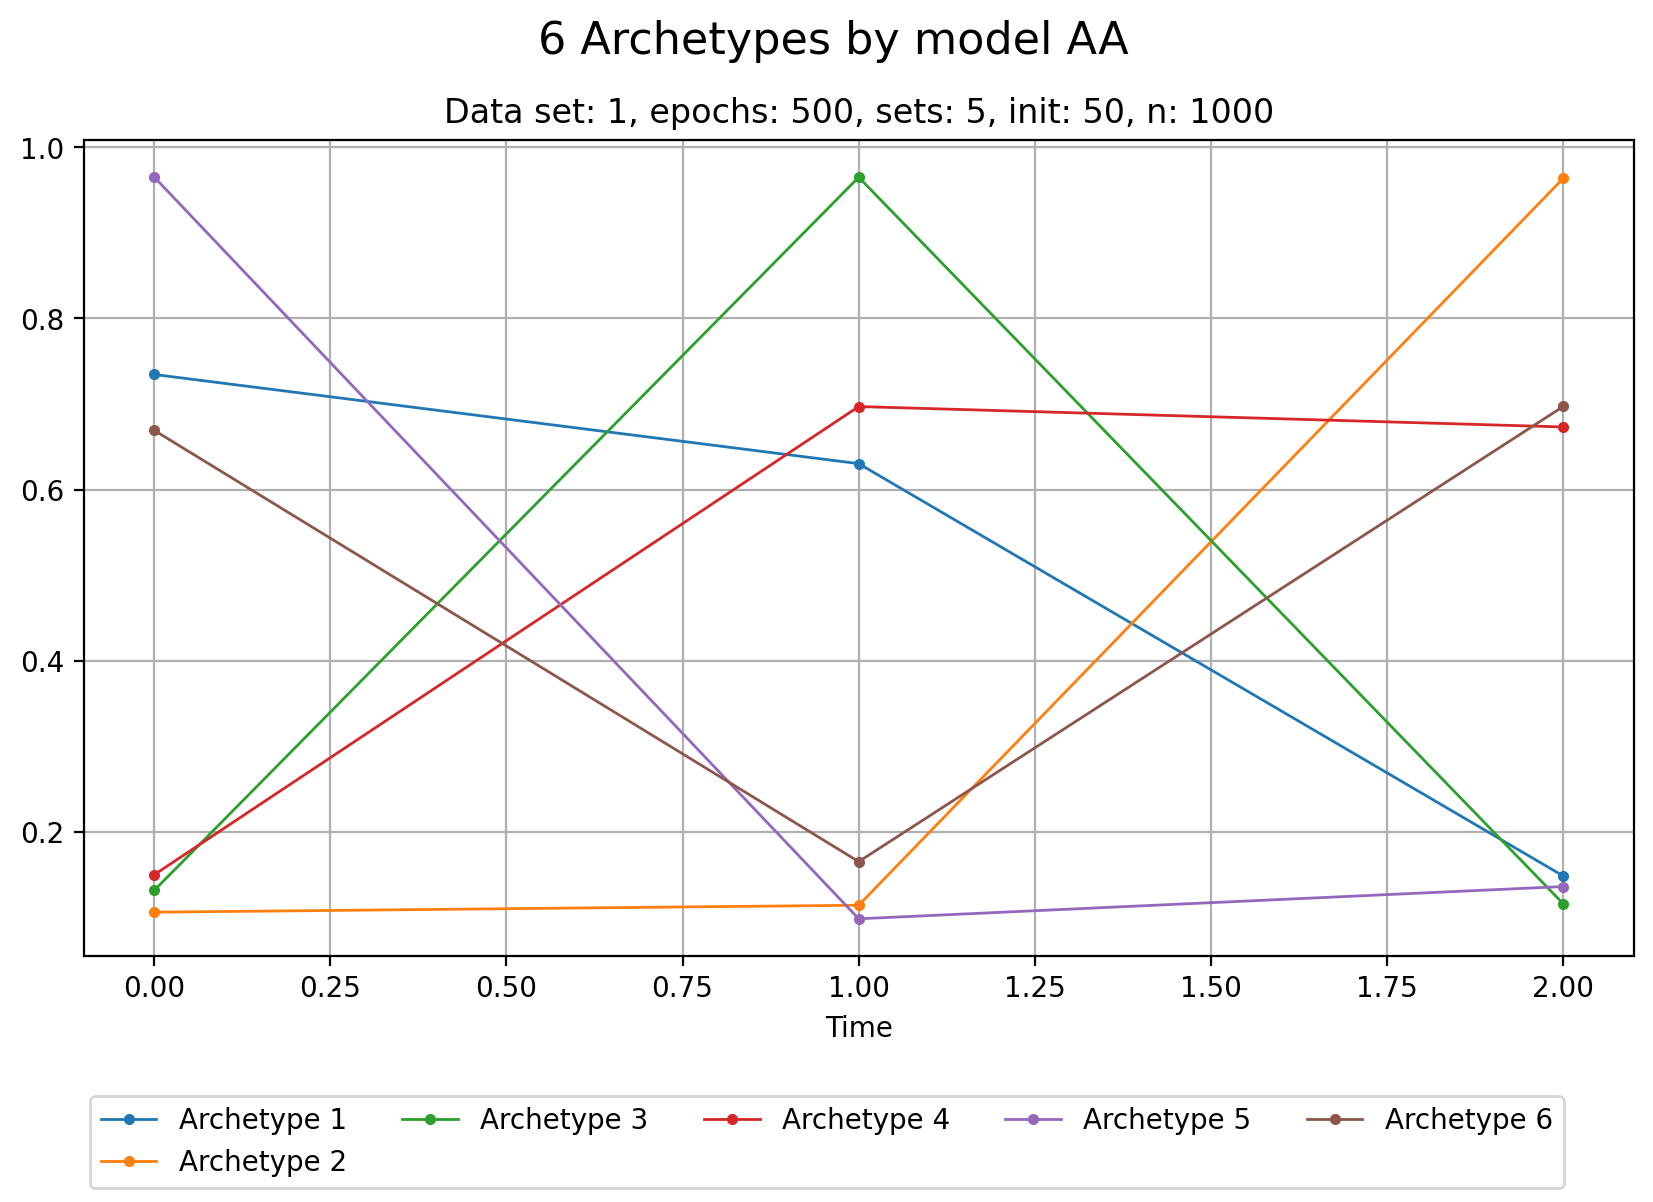 6 Archetypes by model AA
Data set: 1, epochs: 500, sets: 5, init: 50, n: 1000
1.0
0.8
0.6
0.4
0.2
0.00 0.25 0.50 0.75 1.00 1.25 1.50 1.75 2.00
Time
Archetype 1 Archetype 3 Archetype 4 Archetype 5 Archetype 6
Archetype 2